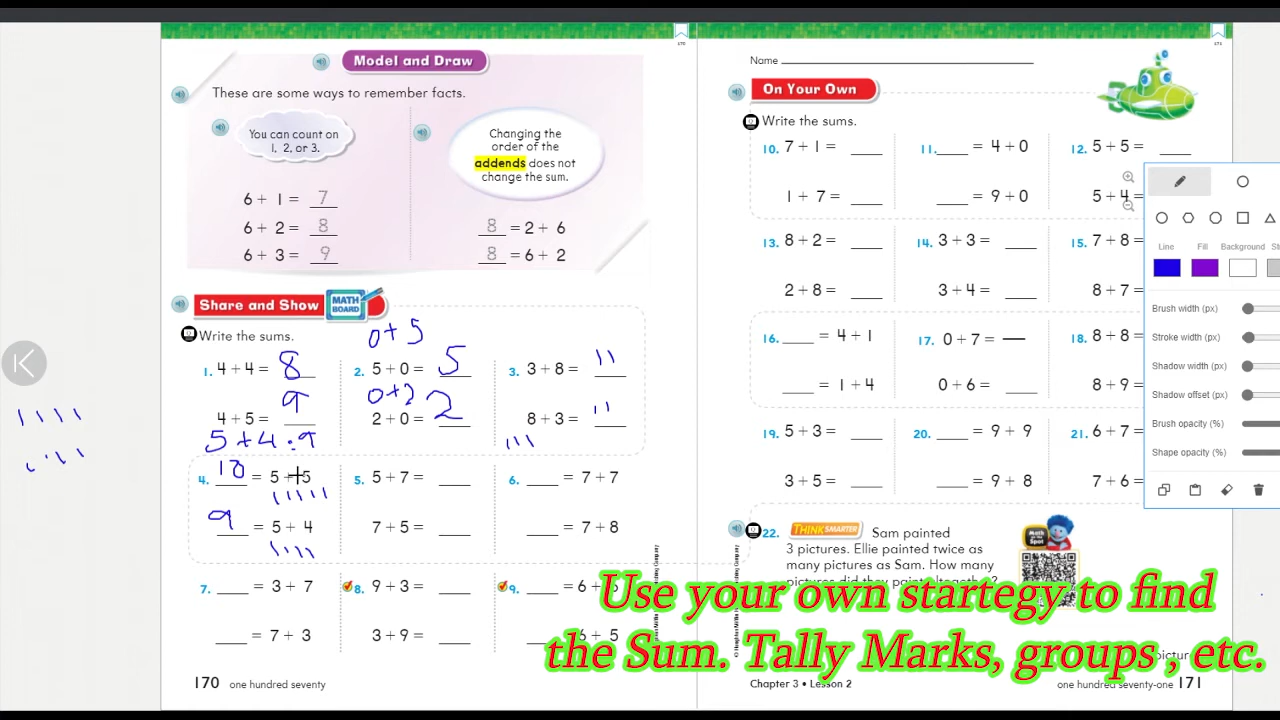 170
171
Model and Draw
These are some ways to remember facts.
You can count on
1, 2, or 3.
6 + 1 = 7
6 + 2 = 8
6 + 3 = 9
Changing the
order of the
addends does not
change the sum.
8 = 2 + 6
8 = 6 + 2
Share and Show MATH BOARD
Write the sums.
1. 4 + 4 = 8
4 + 5 = 9
5 + 4 . 9
0 + 5
2. 5 + 0 = 5
0 + 2
2 + 0 = 2
3. 3 + 8 = 11
8 + 3 = 11
4. 10 = 5 + 5
9 = 5 + 4
5. 5 + 7 = ____
7 + 5 = ____
6. ____ = 7 + 7
____ = 7 + 8
7. ____ = 3 + 7
____ = 7 + 3
8. 9 + 3 = ____
3 + 9 = ____
9. ____ = 6 +
____ 6 + 5
170 one hundred seventy
Name
On Your Own
Write the sums.
10. 7 + 1 = ____
1 + 7 = ____
11. ____ = 4 + 0
____ = 9 + 0
12. 5 + 5 = ____
5 + 4 =
13. 8 + 2 = ____
2 + 8 = ____
14. 3 + 3 = ____
3 + 4 = ____
15. 7 + 8 =
8 + 7 =
16. ____ = 4 + 1
____ = 1 + 4
17. 0 + 7 = ____
0 + 6 = ____
18. 8 + 8 =
8 + 9 =
19. 5 + 3 = ____
3 + 5 = ____
20. ____ = 9 + 9
____ = 9 + 8
21. 6 + 7 =
7 + 6 =
22. THINK SMARTER Sam painted
3 pictures. Ellie painted twice as
many pictures as Sam. How many
pictures did they paint together?
Math on the Spot
Chapter 3 • Lesson 2
one hundred seventy-one 171
Line Fill Background
Brush width (px)
Stroke width (px)
Shadow width (px)
Shadow offset (px)
Brush opacity (%)
Shape opacity (%)
Use your own startegy to find
the Sum. Tally Marks, groups , etc.